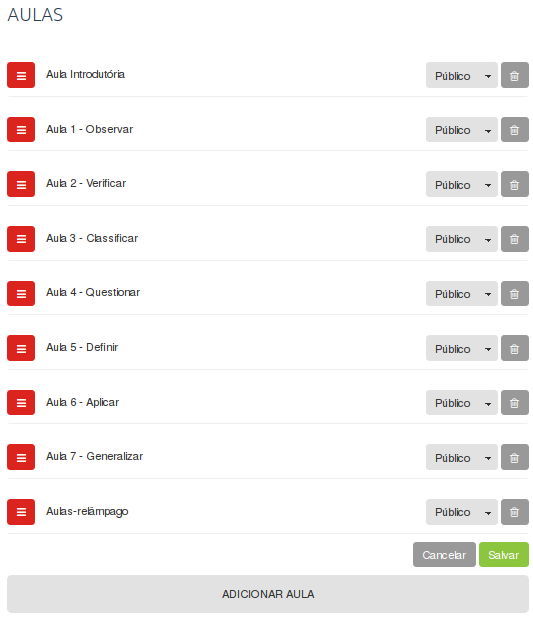 AULAS
Aula Introdutória Público
Aula 1 - Observar Público
Aula 2 - Verificar Público
Aula 3 - Classificar Público
Aula 4 - Questionar Público
Aula 5 - Definir Público
Aula 6 - Aplicar Público
Aula 7 - Generalizar Público
Aulas-relâmpago Público
Cancelar Salvar
ADICIONAR AULA